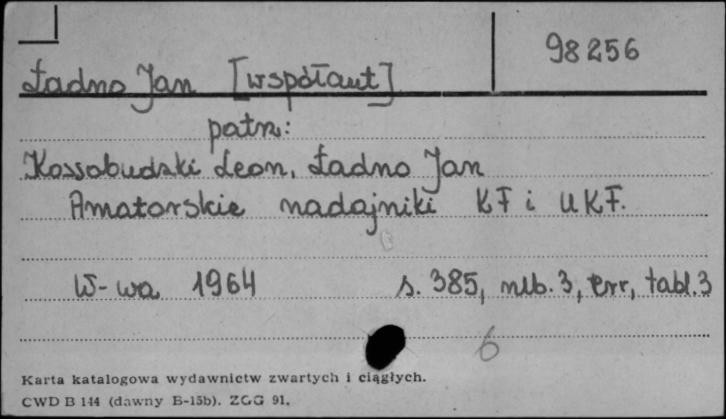 98256
Ładno Jan [współaut]
patrz:
Kossobudzki Leon, Ładno Jan
Amatorskie nadajniki KF i UKF.
W-wa 1964 s. 385, nlb. 3, err, tabl. 3
6
Karta katalogowa wydawnictw zwartych i ciągłych.
CWD B 144 (dawny B-15b). ZGG 91.